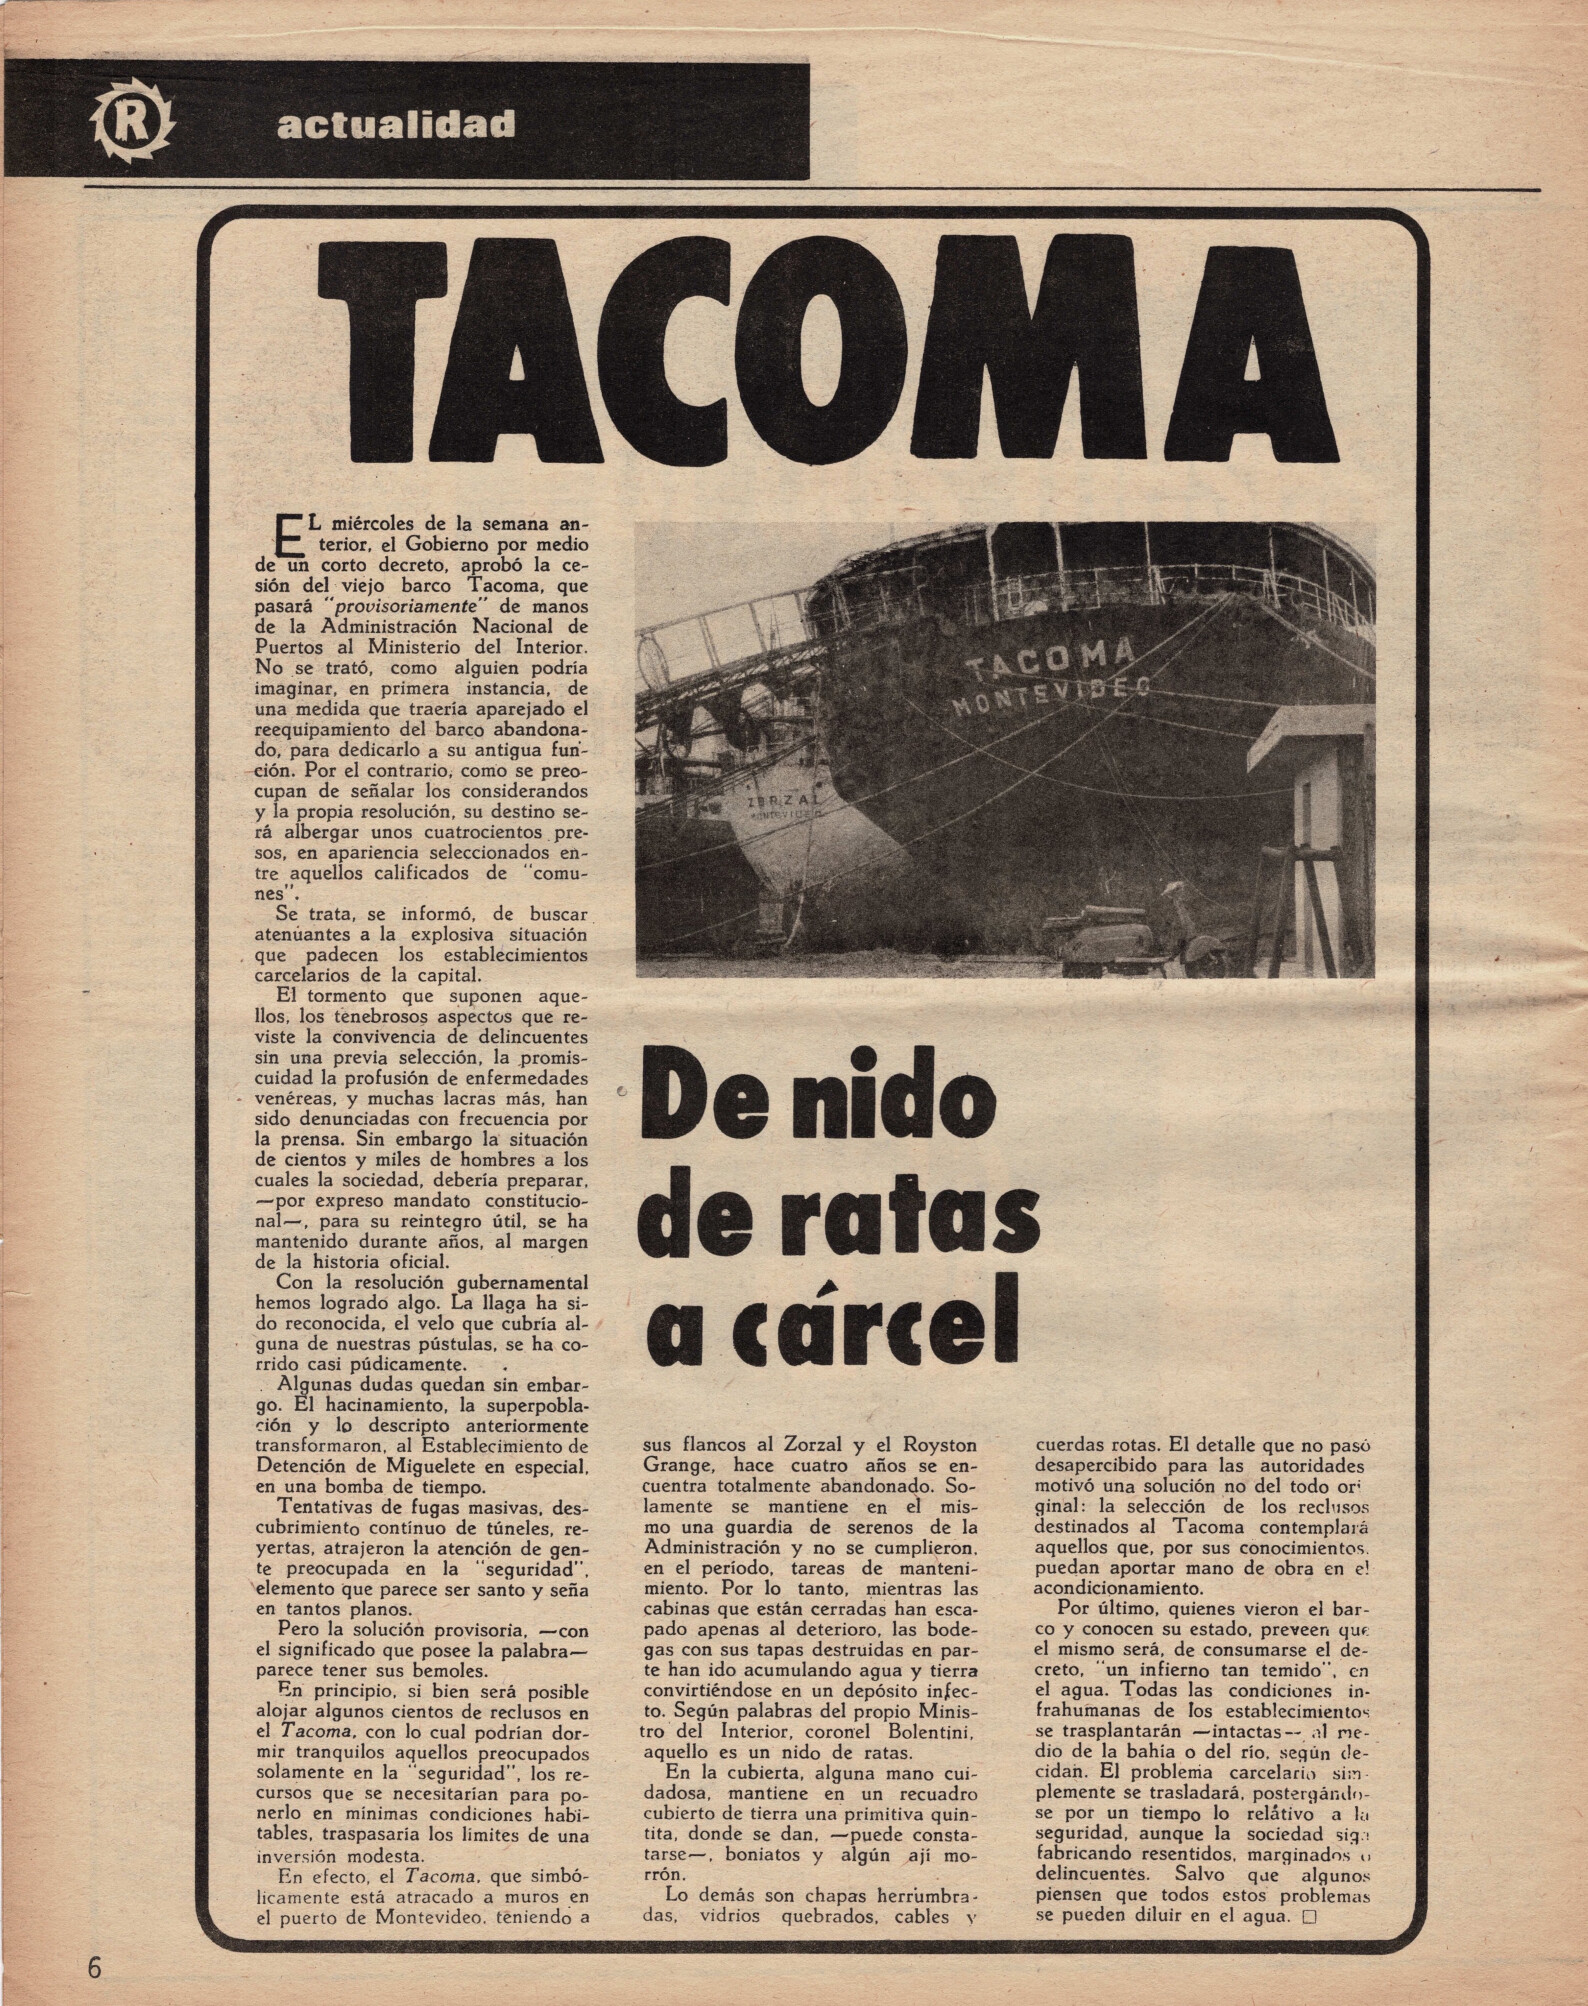 R
actualidad
TACOMA
EL miércoles de la semana an-
terior, el Gobierno por medio
de un corto decreto, aprobó la ce-
sión del viejo barco Tacoma, que
pasará "provisoriamente" de manos
de la Administración Nacional de
Puertos al Ministerio del Interior.
No se trató, como alguien podría
imaginar, en primera instancia, de
una medida que traería aparejado el
reequipamiento del barco abandona-
do, para dedicarlo a su antigua fun-
ción. Por el contrario, como se preo-
cupan de señalar los considerandos
y la propia resolución, su destino se-
rá albergar unos cuatrocientos pre-
sos, en apariencia seleccionados en-
tre aquellos calificados de "comu-
nes".
Se trata, se informó, de buscar
atenuantes a la explosiva situación
que padecen los establecimientos
carcelarios de la capital.
El tormento que suponen aque-
llos, los tenebrosos aspectos que re-
viste la convivencia de delincuentes
sin una previa selección, la promis-
cuidad la profusión de enfermedades
venéreas, y muchas lacras más, han
sido denunciadas con frecuencia por
la prensa. Sin embargo la situación
de cientos y miles de hombres a los
cuales la sociedad, debería preparar,
—por expreso mandato constitucio-
nal—, para su reintegro útil, se ha
mantenido durante años, al margen
de la historia oficial.
Con la resolución gubernamental
hemos logrado algo. La llaga ha si-
do reconocida, el velo que cubría al-
guna de nuestras pústulas, se ha co-
rrido casi púdicamente.
Algunas dudas quedan sin embar-
go. El hacinamiento, la superpobla-
ción y lo descripto anteriormente
transformaron, al Establecimiento de
Detención de Miguelete en especial,
en una bomba de tiempo.
Tentativas de fugas masivas, des-
cubrimiento contínuo de túneles, re-
yertas, atrajeron la atención de gen-
te preocupada en la "seguridad",
elemento que parece ser santo y seña
en tantos planos.
Pero la solución provisoria, —con
el significado que posee la palabra—
parece tener sus bemoles.
En principio, si bien será posible
alojar algunos cientos de reclusos en
el Tacoma, con lo cual podrían dor-
mir tranquilos aquellos preocupados
solamente en la "seguridad", los re-
cursos que se necesitarían para po-
nerlo en mínimas condiciones habi-
tables, traspasaría los límites de una
inversión modesta.
En efecto, el Tacoma, que simbó-
licamente está atracado a muros en
el puerto de Montevideo, teniendo a
TACOMA
MONTEVIDEO
ZORZAL
MONTEVIDEO
De nido
de ratas
a cárcel
sus flancos al Zorzal y el Royston
Grange, hace cuatro años se en-
cuentra totalmente abandonado. So-
lamente se mantiene en el mis-
mo una guardia de serenos de la
Administración y no se cumplieron,
en el período, tareas de manteni-
miento. Por lo tanto, mientras las
cabinas que están cerradas han esca-
pado apenas al deterioro, las bode-
gas con sus tapas destruidas en par-
te han ido acumulando agua y tierra
convirtiéndose en un depósito infec-
to. Según palabras del propio Minis-
tro del Interior, coronel Bolentini,
aquello es un nido de ratas.
En la cubierta, alguna mano cui-
dadosa, mantiene en un recuadro
cubierto de tierra una primitiva quin-
tita, donde se dan, —puede consta-
tarse—, boniatos y algún ají mo-
rrón.
Lo demás son chapas herrumbra-
das, vidrios quebrados, cables y
cuerdas rotas. El detalle que no pasó
desapercibido para las autoridades
motivó una solución no del todo ori
ginal: la selección de los reclusos
destinados al Tacoma contemplará
aquellos que, por sus conocimientos,
puedan aportar mano de obra en el
acondicionamiento.
Por último, quienes vieron el bar-
co y conocen su estado, preveen que
el mismo será, de consumarse el de-
creto, "un infierno tan temido", en
el agua. Todas las condiciones in-
frahumanas de los establecimientos
se trasplantarán —intactas— al me-
dio de la bahía o del río, según de-
cidan. El problema carcelario sim-
plemente se trasladará, postergándo-
se por un tiempo lo relátivo a la
seguridad, aunque la sociedad siga
fabricando resentidos, marginados o
delincuentes. Salvo que algunos
piensen que todos estos problemas
se pueden diluir en el agua. □
6